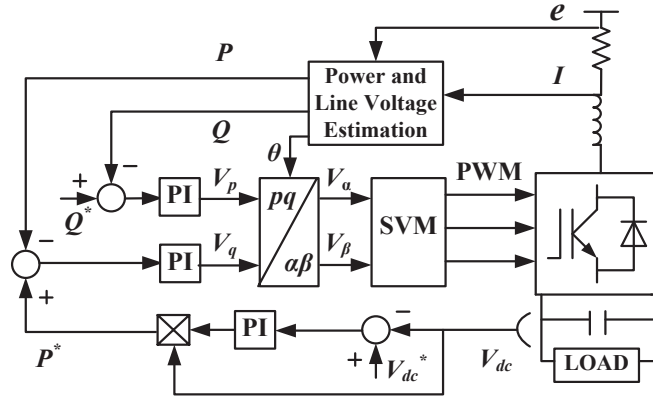 e
P
I
Power and
Line Voltage
Estimation
Q
θ
+
−
PI
V_p
pq
V_α
PWM
Q^*
SVM
−
PI
V_q
αβ
V_β
+
P^*
PI
−
+
V_dc^*
V_dc
LOAD